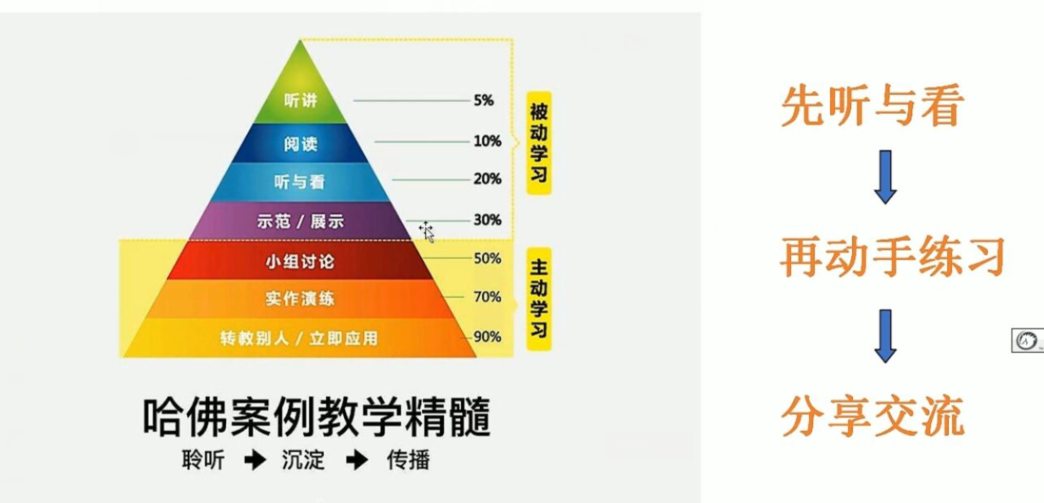 听讲
5%
阅读
10%
听与看
20%
示范 / 展示
30%
被动学习
小组讨论
50%
实作演练
70%
转教别人 / 立即应用
90%
主动学习
哈佛案例教学精髓
聆听 → 沉淀 → 传播
先听与看
再动手练习
分享交流